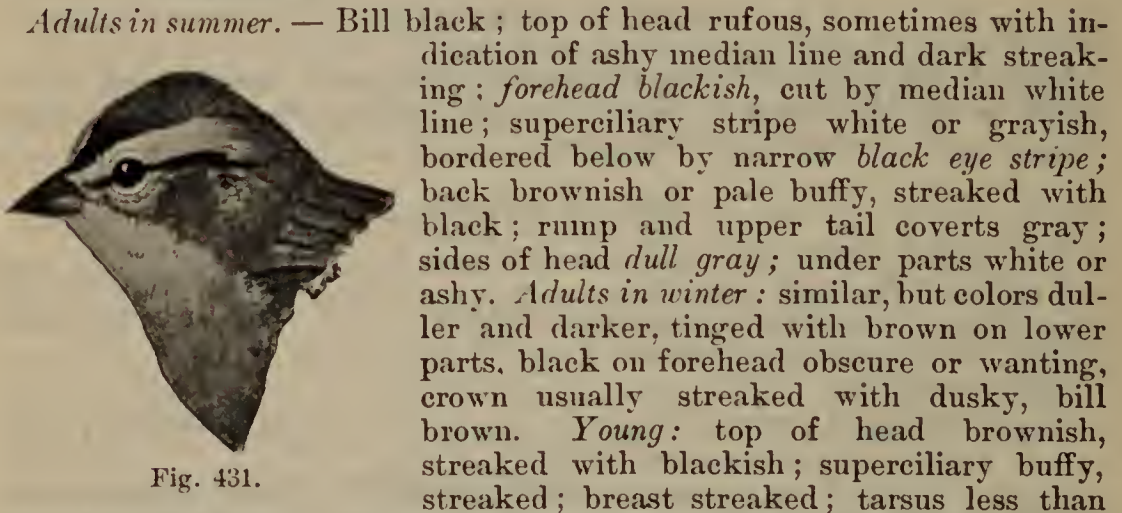 Adults in summer. — Bill black ; top of head rufous, sometimes with in-
dication of ashy median line and dark streak-
ing ; forehead blackish, cut by median white
line ; superciliary stripe white or grayish,
bordered below by narrow black eye stripe ;
back brownish or pale buffy, streaked with
black ; rump and upper tail coverts gray ;
sides of head dull gray ; under parts white or
ashy. Adults in winter : similar, but colors dul-
ler and darker, tinged with brown on lower
parts, black on forehead obscure or wanting,
crown usually streaked with dusky, bill
brown. Young : top of head brownish,
streaked with blackish ; superciliary buffy,
streaked ; breast streaked ; tarsus less than
Fig. 431.